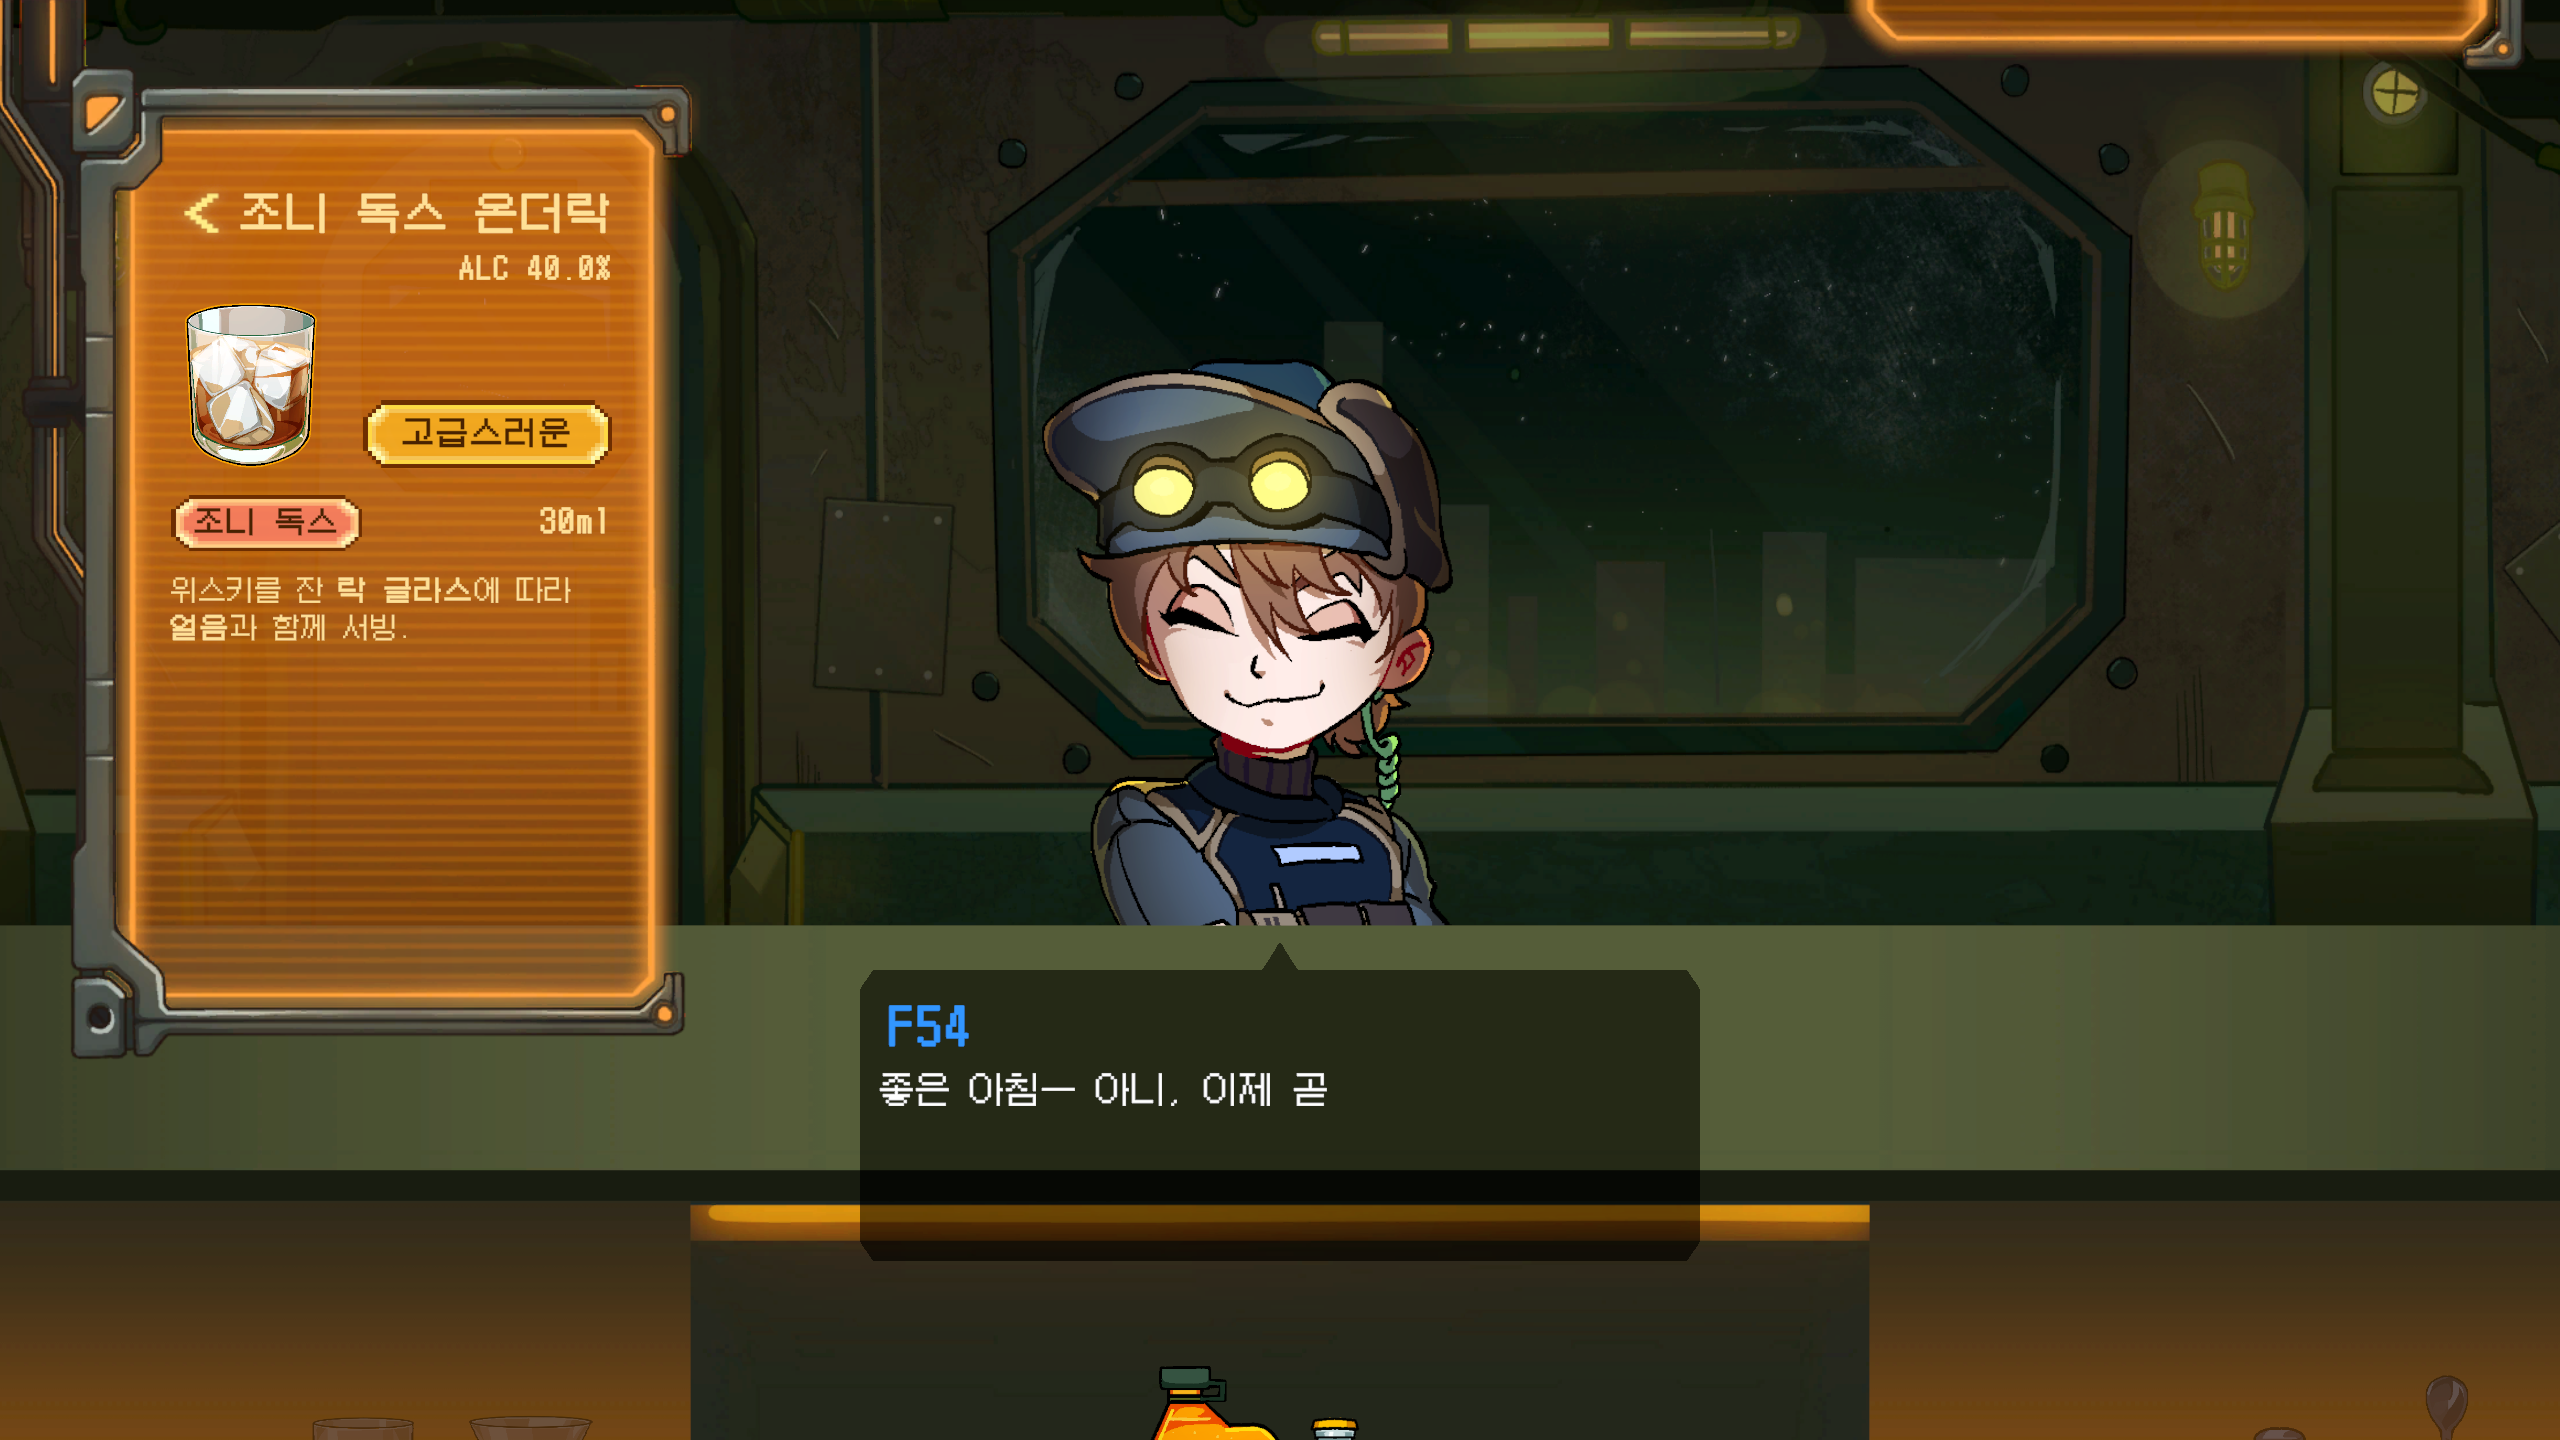 조니 독스 온더락
ALC 40.0%
고급스러운
조니 독스 30ml
위스키를 잔 락 글라스에 따라
얼음과 함께 서빙.
F54
좋은 아침— 아니, 이제 곧